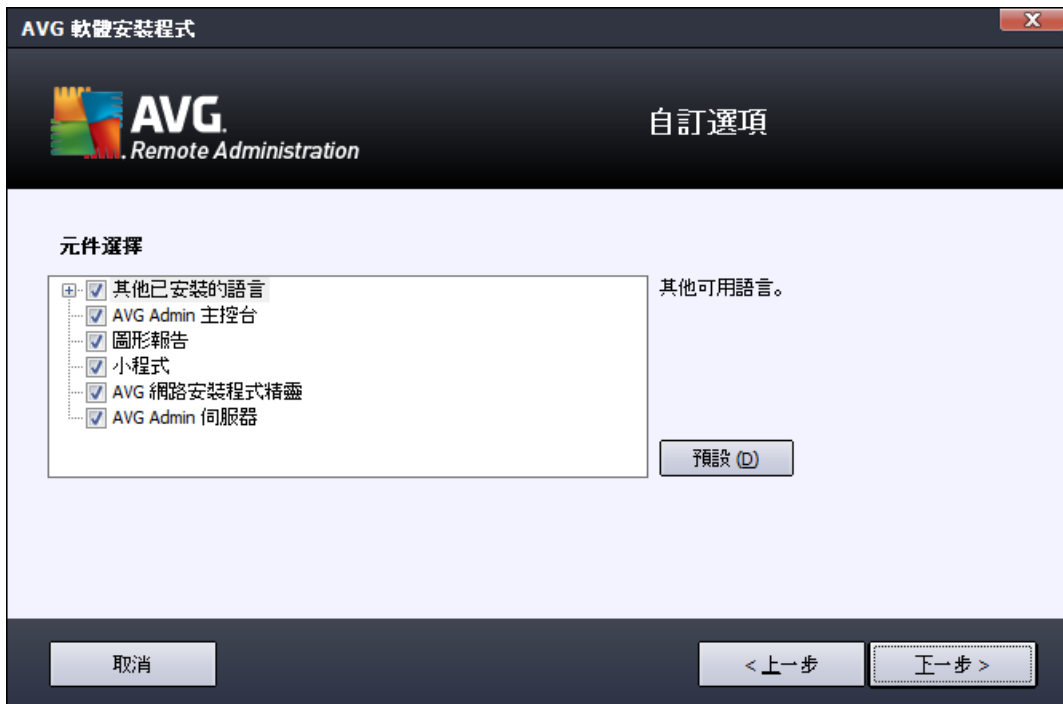 AVG 軟體安裝程式
AVG.
Remote Administration
自訂選項
元件選擇
其他已安裝的語言
AVG Admin 主控台
圖形報告
小程式
AVG 網路安裝程式精靈
AVG Admin 伺服器
其他可用語言。
預設 (D)
取消
< 上一步
下一步 >